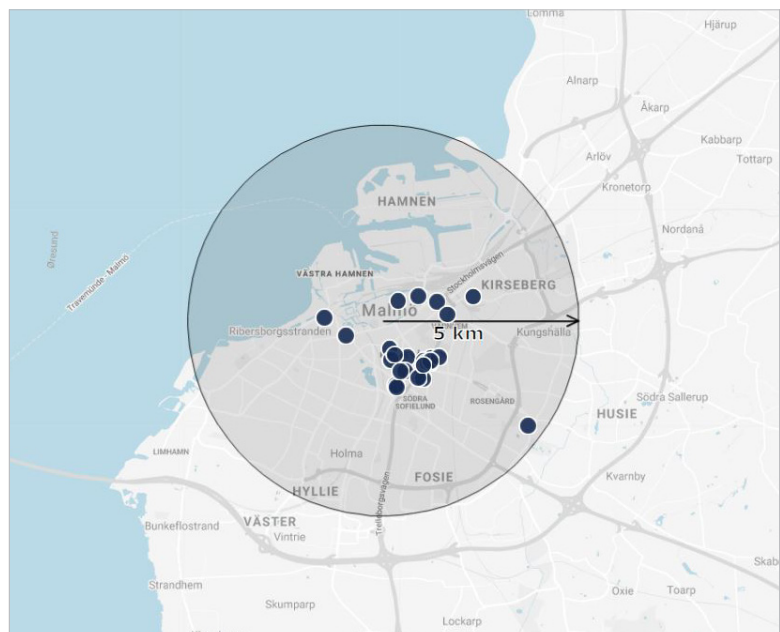 Lomma
Hjärup
Alnarp
Åkarp
Kabbarp
Tottarp
Arlöv
Kronetorp
HAMNEN
Nordanå
Øresund
Travemünde - Malmö
VÄSTRA HAMNEN
Stockholmsvägen
KIRSEBERG
Malmö
Ribersborgsstranden
5 km
Kungshälla
SÖDRA
SOFIELUND
ROSENGÅRD
Södra Sallerup
HUSIE
LIMHAMN
Holma
FOSIE
Kvarnby
HYLLIE
Trelleborgsvägen
Bunkeflostrand
VÄSTER
Vintrie
Strandhem
Skumparp
Oxie
Toarp
Lockarp